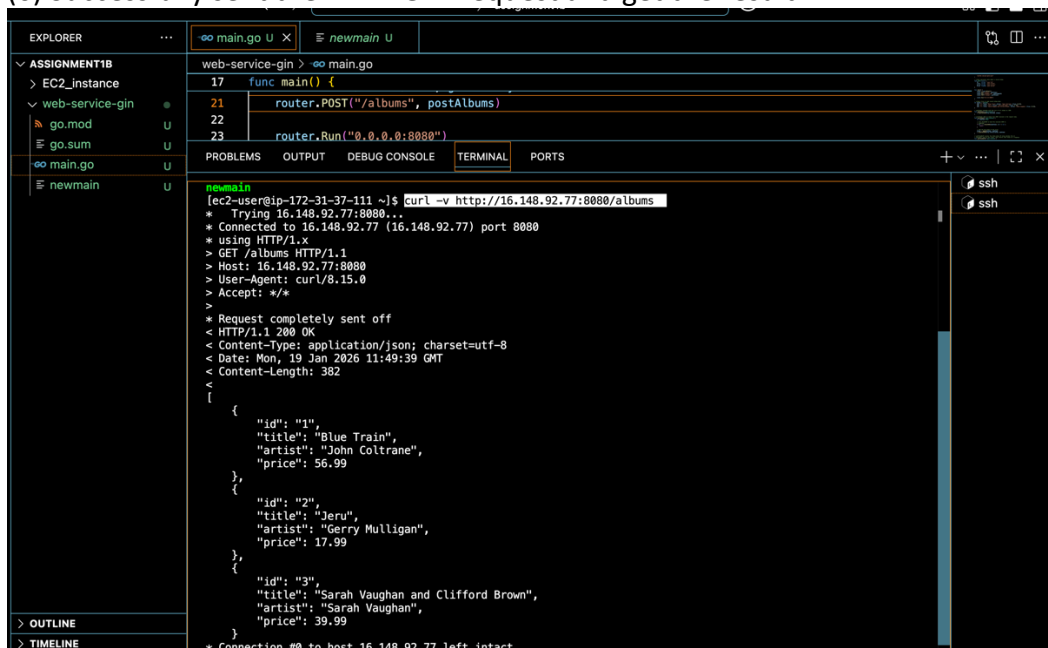 EXPLORER
main.go U
newmain U
ASSIGNMENT1B
EC2_instance
web-service-gin
go.mod U
go.sum U
main.go U
newmain U
OUTLINE
TIMELINE
web-service-gin > main.go
17 func main() {
21 router.POST("/albums", postAlbums)
22
23 router.Run("0.0.0.0:8080")
PROBLEMS OUTPUT DEBUG CONSOLE TERMINAL PORTS
ssh
ssh
newmain
[ec2-user@ip-172-31-37-111 ~]$ curl -v http://16.148.92.77:8080/albums
* Trying 16.148.92.77:8080...
* Connected to 16.148.92.77 (16.148.92.77) port 8080
* using HTTP/1.x
> GET /albums HTTP/1.1
> Host: 16.148.92.77:8080
> User-Agent: curl/8.15.0
> Accept: */*
>
* Request completely sent off
< HTTP/1.1 200 OK
< Content-Type: application/json; charset=utf-8
< Date: Mon, 19 Jan 2026 11:49:39 GMT
< Content-Length: 382
<
[
{
"id": "1",
"title": "Blue Train",
"artist": "John Coltrane",
"price": 56.99
},
{
"id": "2",
"title": "Jeru",
"artist": "Gerry Mulligan",
"price": 17.99
},
{
"id": "3",
"title": "Sarah Vaughan and Clifford Brown",
"artist": "Sarah Vaughan",
"price": 39.99
}
* Connection #0 to host 16.148.92.77 left intact